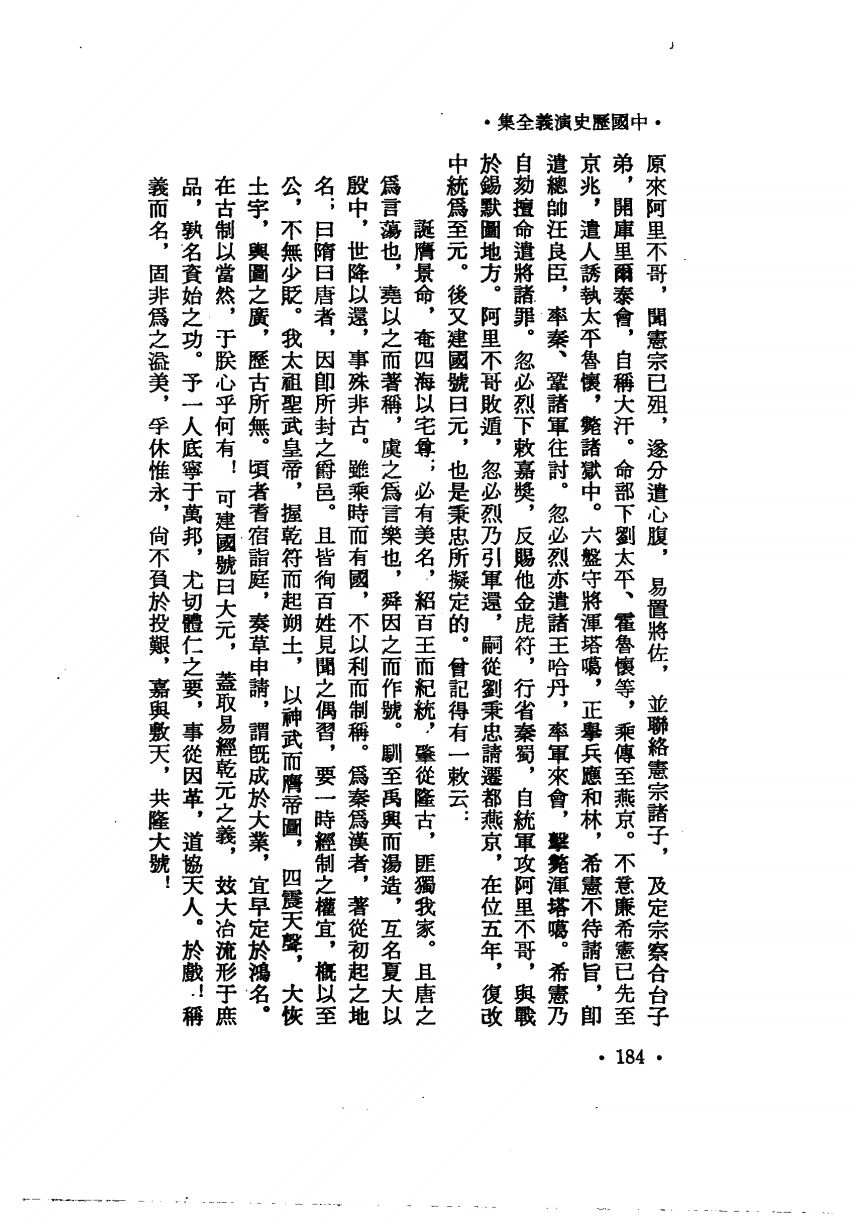 •中國歷史演義全集•
原來阿里不哥，聞憲宗已殂，遂分遣心腹，易置將佐，並聯絡憲宗諸子，及定宗察合台子
弟，開庫里爾泰會，自稱大汗。命部下劉太平、霍魯懷等，乘傳至燕京。不意廉希憲已先至
京兆，遣人誘執太平魯懷，斃諸獄中。六盤守將渾塔噶，正舉兵應和林，希憲不待請旨，卽
遣總帥汪良臣，率秦、鞏諸軍往討。忽必烈亦遣諸王哈丹，率軍來會，擊斃渾塔噶。希憲乃
自劾擅命遣將諸罪。忽必烈下敕嘉獎，反賜他金虎符，行省秦蜀，自統軍攻阿里不哥，與戰
於錫默圖地方。阿里不哥敗遁，忽必烈乃引軍還，嗣從劉秉忠請遷都燕京，在位五年，復改
中統爲至元。後又建國號曰元，也是秉忠所擬定的。曾記得有一敕云：
誕膺景命，奄四海以宅尊；必有美名，紹百王而紀統，肇從隆古，匪獨我家。且唐之
爲言蕩也，堯以之而著稱，虞之爲言樂也，舜因之而作號。馴至禹興而湯造，互名夏大以
殷中，世降以還，事殊非古。雖乘時而有國，不以利而制稱。爲秦爲漢者，著從初起之地
名；曰隋曰唐者，因卽所封之爵邑。且皆徇百姓見聞之偶習，要一時經制之權宜，槪以至
公，不無少貶。我太祖聖武皇帝，握乾符而起朔土，以神武而膺帝圖，四震天聲，大恢
土宇，輿圖之廣，歷古所無。頃者耆宿詣庭，奏草申請，謂旣成於大業，宜早定於鴻名。
在古制以當然，于朕心乎何有！可建國號曰大元，蓋取易經乾元之義，玆大冶流形于庶
品，孰名資始之功。予一人底寧于萬邦，尤切體仁之要，事從因革，道協天人。於戲！稱
義而名，固非爲之溢美，孚休惟永，尙不負於投艱，嘉與敷天，共隆大號！
•184•